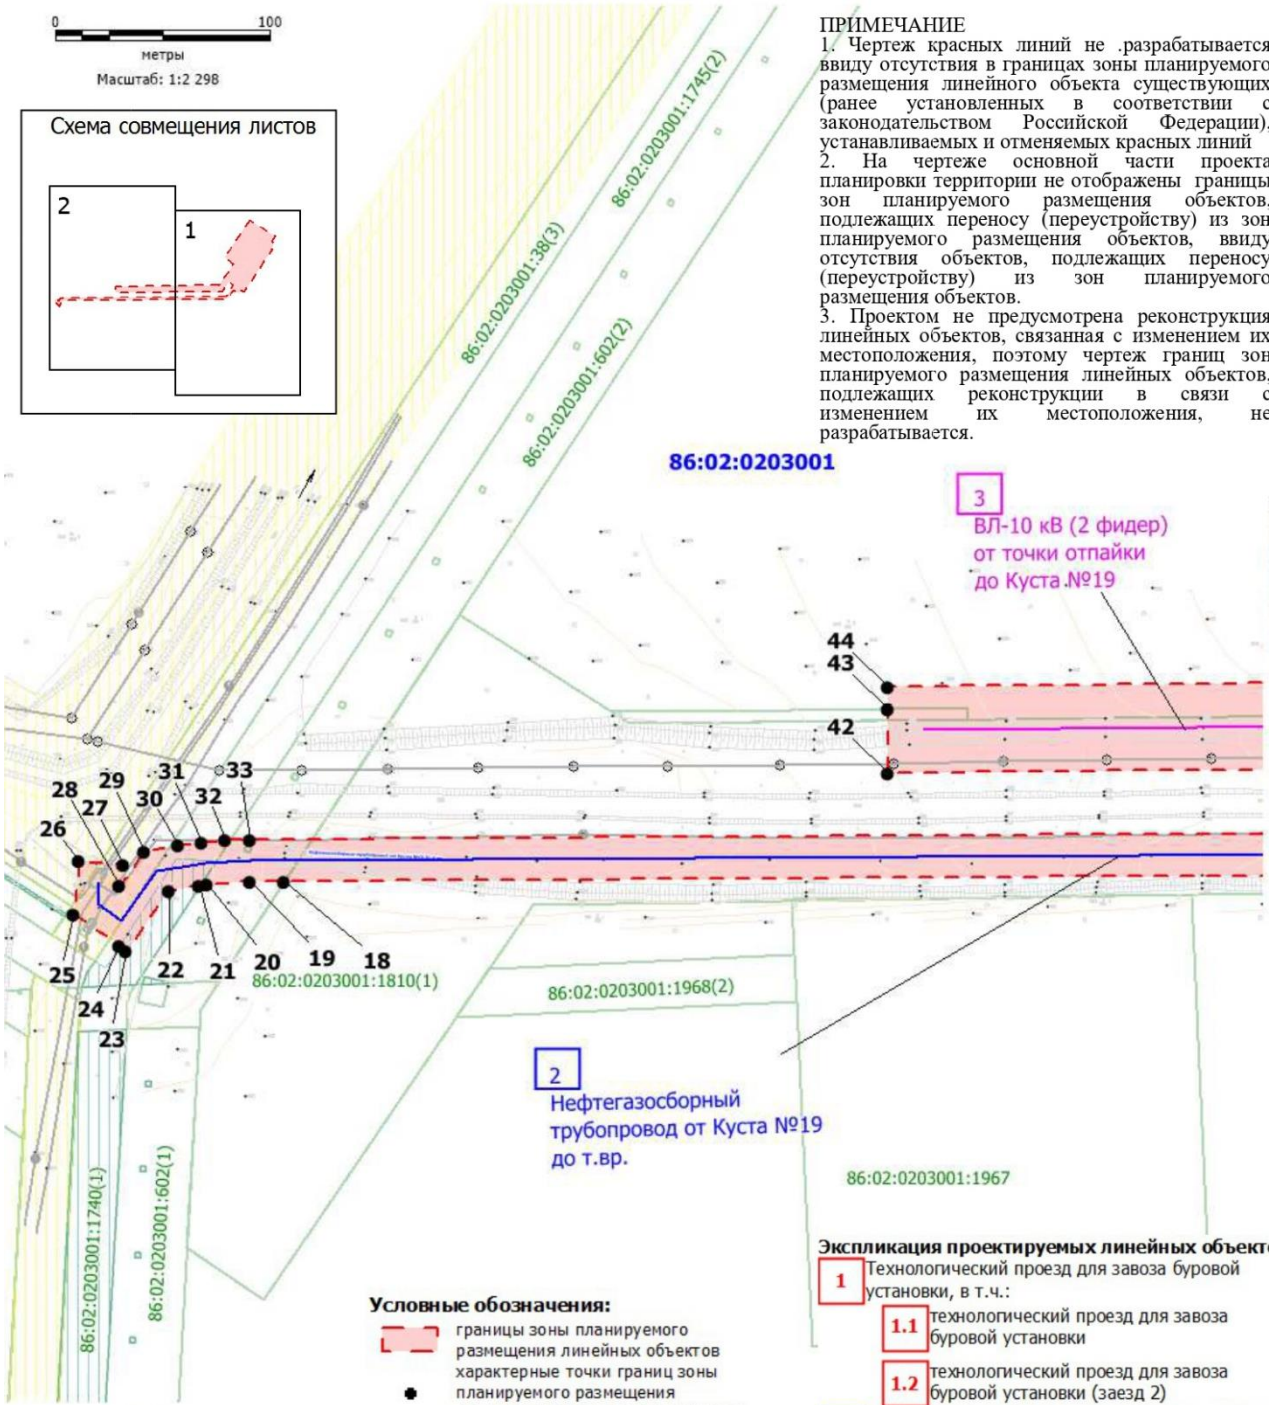 0 100
метры
Масштаб: 1:2 298
Схема совмещения листов
2
1
ПРИМЕЧАНИЕ
1. Чертеж красных линий не .разрабатывается
ввиду отсутствия в границах зоны планируемого
размещения линейного объекта существующих
(ранее установленных в соответствии с
законодательством Российской Федерации),
устанавливаемых и отменяемых красных линий
2. На чертеже основной части проекта
планировки территории не отображены границы
зон планируемого размещения объектов,
подлежащих переносу (переустройству) из зон
планируемого размещения объектов, ввиду
отсутствия объектов, подлежащих переносу
(переустройству) из зон планируемого
размещения объектов.
3. Проектом не предусмотрена реконструкция
линейных объектов, связанная с изменением их
местоположения, поэтому чертеж границ зон
планируемого размещения линейных объектов,
подлежащих реконструкции в связи с
изменением их местоположения, не
разрабатывается.
86:02:0203001:1745(2)
86:02:0203001:38(3)
86:02:0203001:602(2)
86:02:0203001
3
ВЛ-10 кВ (2 фидер)
от точки отпайки
до Куста №19
44
43
42
33
31
32
29
30
28
27
26
25
24
23
22
21
20
19
18
86:02:0203001:1810(1)
86:02:0203001:1968(2)
2
Нефтегазосборный
трубопровод от Куста №19
до т.вр.
86:02:0203001:1967
86:02:0203001:1740(1)
86:02:0203001:602(1)
Условные обозначения:
границы зоны планируемого
размещения линейных объектов
характерные точки границ зоны
планируемого размещения
Экспликация проектируемых линейных объекто
1 Технологический проезд для завоза буровой
установки, в т.ч.:
1.1 технологический проезд для завоза
буровой установки
1.2 технологический проезд для завоза
буровой установки (заезд 2)